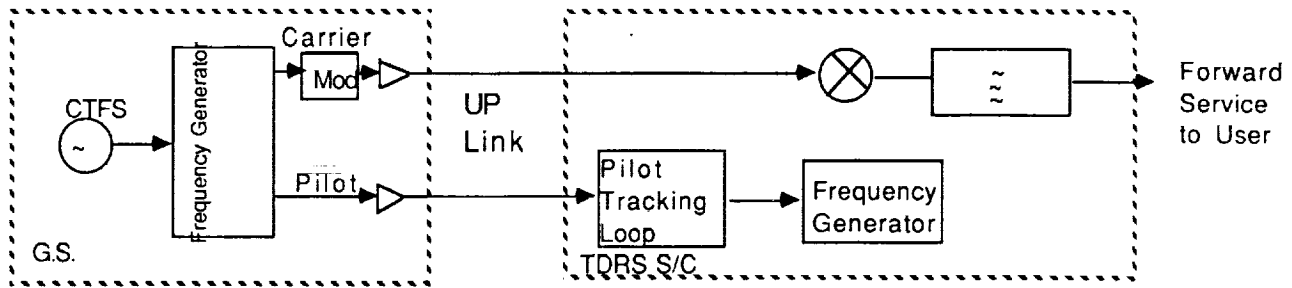 Carrier
Mod
CTFS
~
Frequency Generator
Pilot
G.S.
UP
Link
Pilot
Tracking
Loop
Frequency
Generator
TDRS S/C
~
~
~
Forward
Service
to User